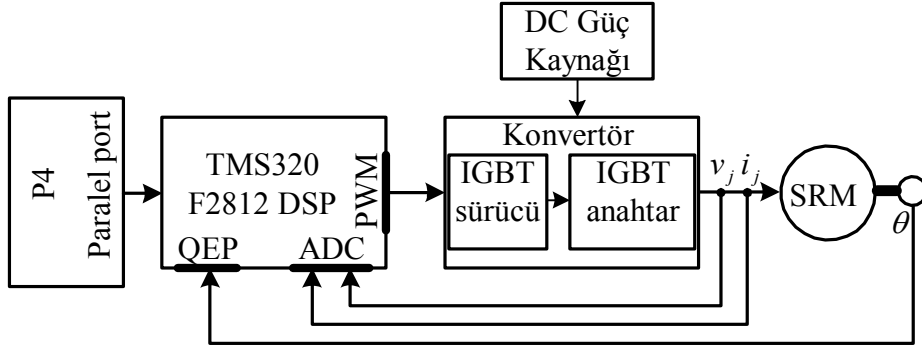 DC Güç
Kaynağı
P4
Paralel port
TMS320
F2812 DSP
PWM
QEP
ADC
Konvertör
IGBT
sürücü
IGBT
anahtar
v_j i_j
SRM
θ